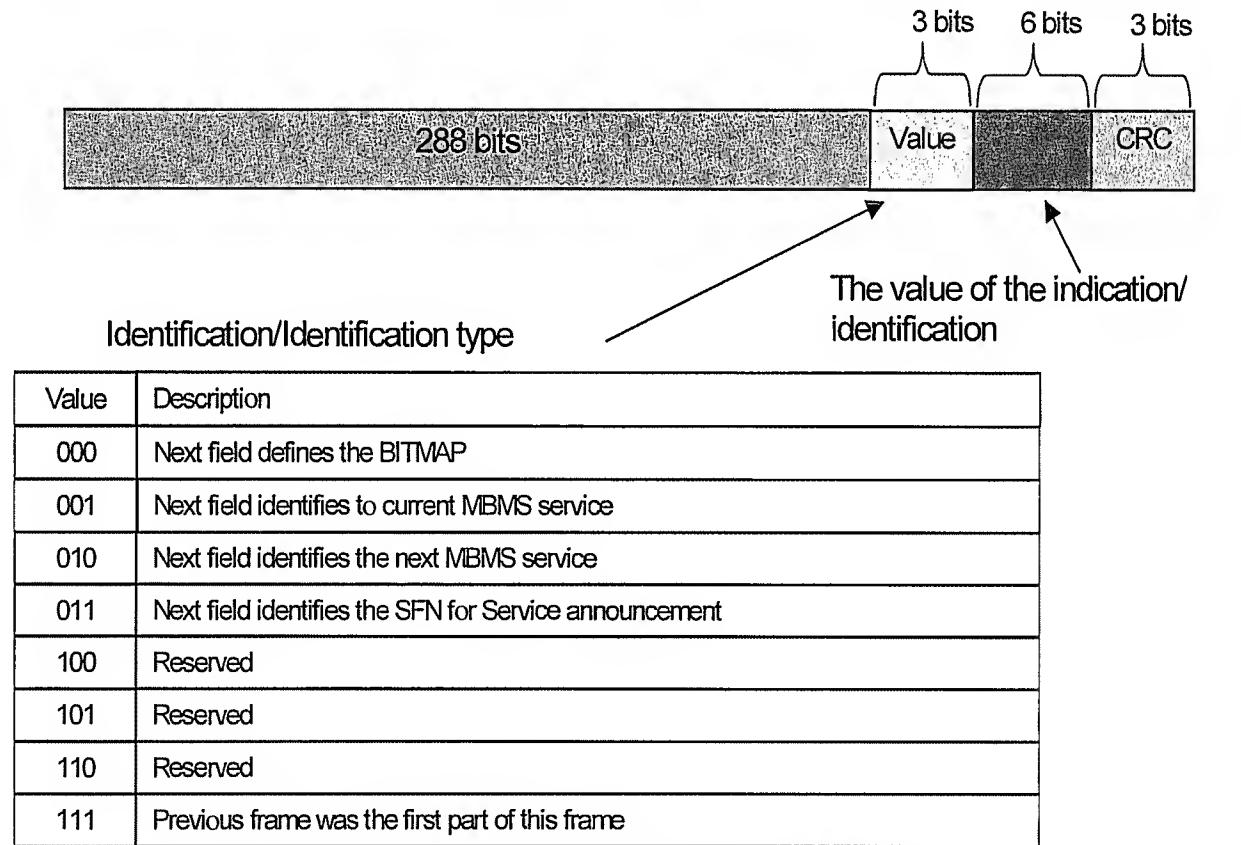 3 bits 6 bits 3 bits
288 bits Value CRC
The value of the indication/
identification
Identification/Identification type
Value Description
000 Next field defines the BITMAP
001 Next field identifies to current MBMS service
010 Next field identifies the next MBMS service
011 Next field identifies the SFN for Service announcement
100 Reserved
101 Reserved
110 Reserved
111 Previous frame was the first part of this frame